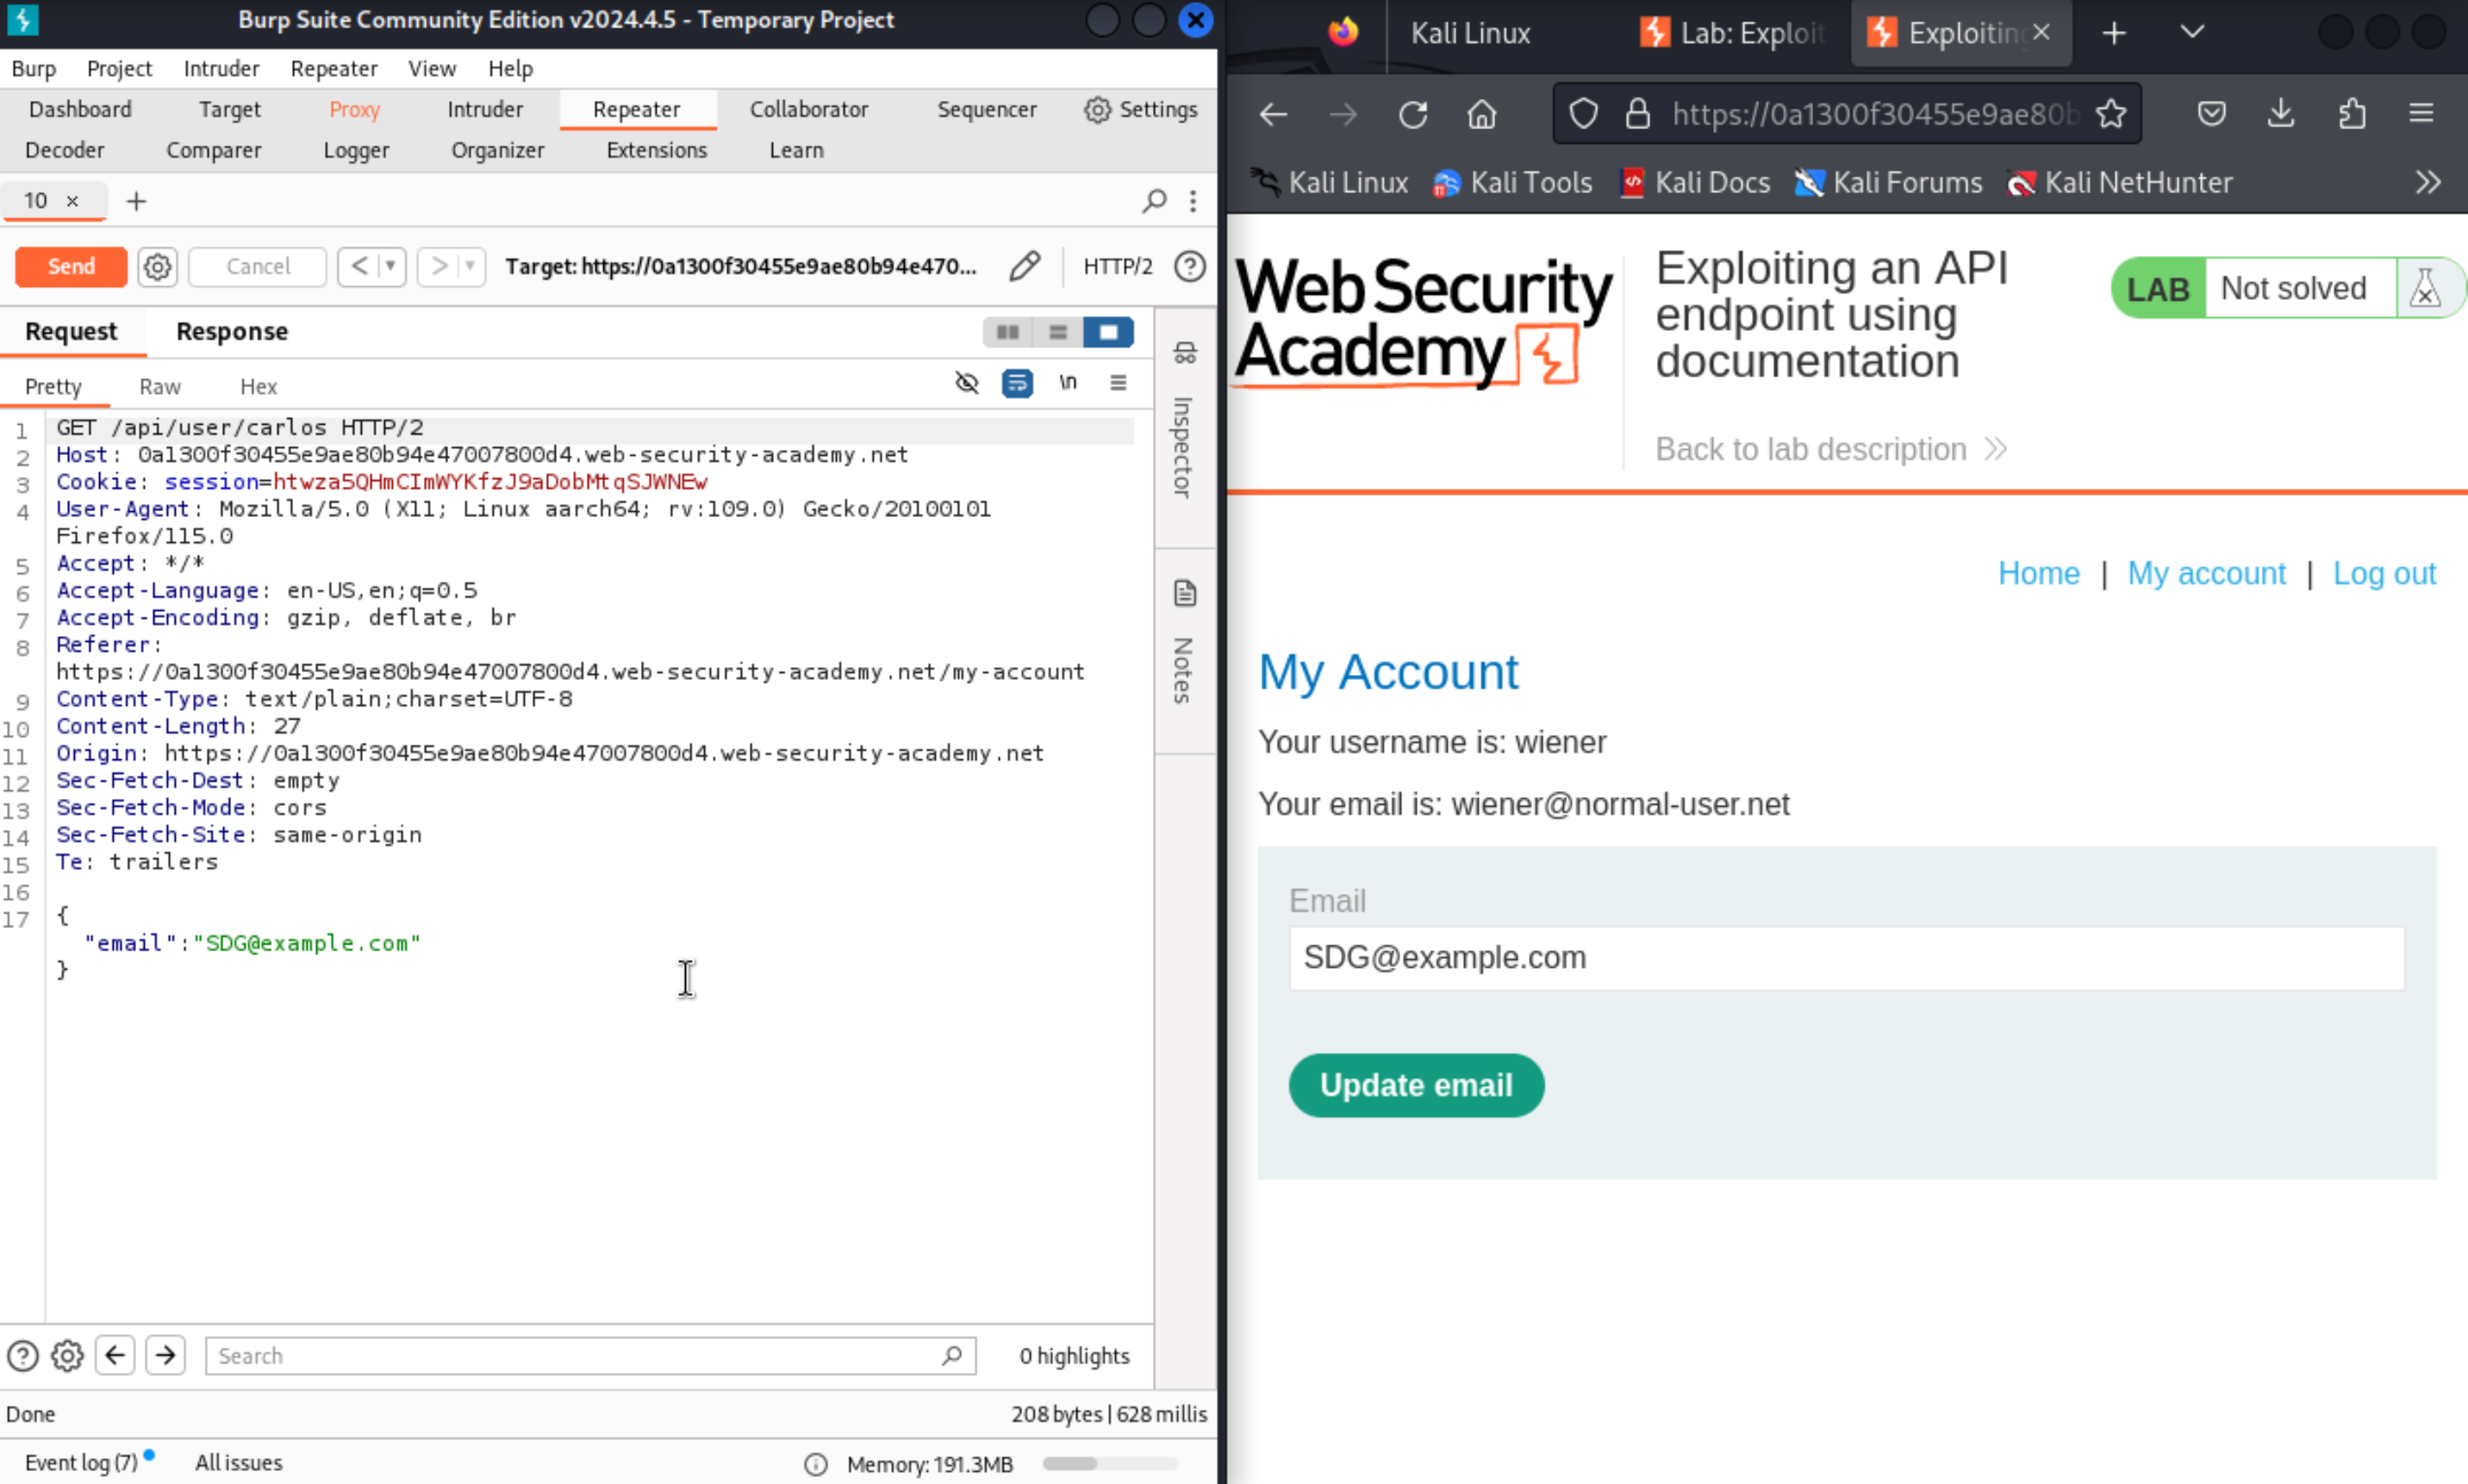 Burp Suite Community Edition v2024.4.5 - Temporary Project
Burp Project Intruder Repeater View Help
Dashboard Target Proxy Intruder Repeater Collaborator Sequencer Settings
Decoder Comparer Logger Organizer Extensions Learn
10 × +
Send Cancel < > Target: https://0a1300f30455e9ae80b94e470... HTTP/2
Request Response
Pretty Raw Hex \n
1 GET /api/user/carlos HTTP/2
2 Host: 0a1300f30455e9ae80b94e47007800d4.web-security-academy.net
3 Cookie: session=htwza5QHmCImWYKfzJ9aDobMtqSJWNEw
4 User-Agent: Mozilla/5.0 (X11; Linux aarch64; rv:109.0) Gecko/20100101
Firefox/115.0
5 Accept: */*
6 Accept-Language: en-US,en;q=0.5
7 Accept-Encoding: gzip, deflate, br
8 Referer:
https://0a1300f30455e9ae80b94e47007800d4.web-security-academy.net/my-account
9 Content-Type: text/plain;charset=UTF-8
10 Content-Length: 27
11 Origin: https://0a1300f30455e9ae80b94e47007800d4.web-security-academy.net
12 Sec-Fetch-Dest: empty
13 Sec-Fetch-Mode: cors
14 Sec-Fetch-Site: same-origin
15 Te: trailers
16
17 {
"email":"SDG@example.com"
}
Inspector
Notes
Search 0 highlights
Done 208 bytes | 628 millis
Event log (7) All issues Memory: 191.3MB
Kali Linux Lab: Exploit Exploiting
https://0a1300f30455e9ae80b
Kali Linux Kali Tools Kali Docs Kali Forums Kali NetHunter
Web Security
Academy
Exploiting an API
endpoint using
documentation
LAB Not solved
Back to lab description
Home | My account | Log out
My Account
Your username is: wiener
Your email is: wiener@normal-user.net
Email
SDG@example.com
Update email